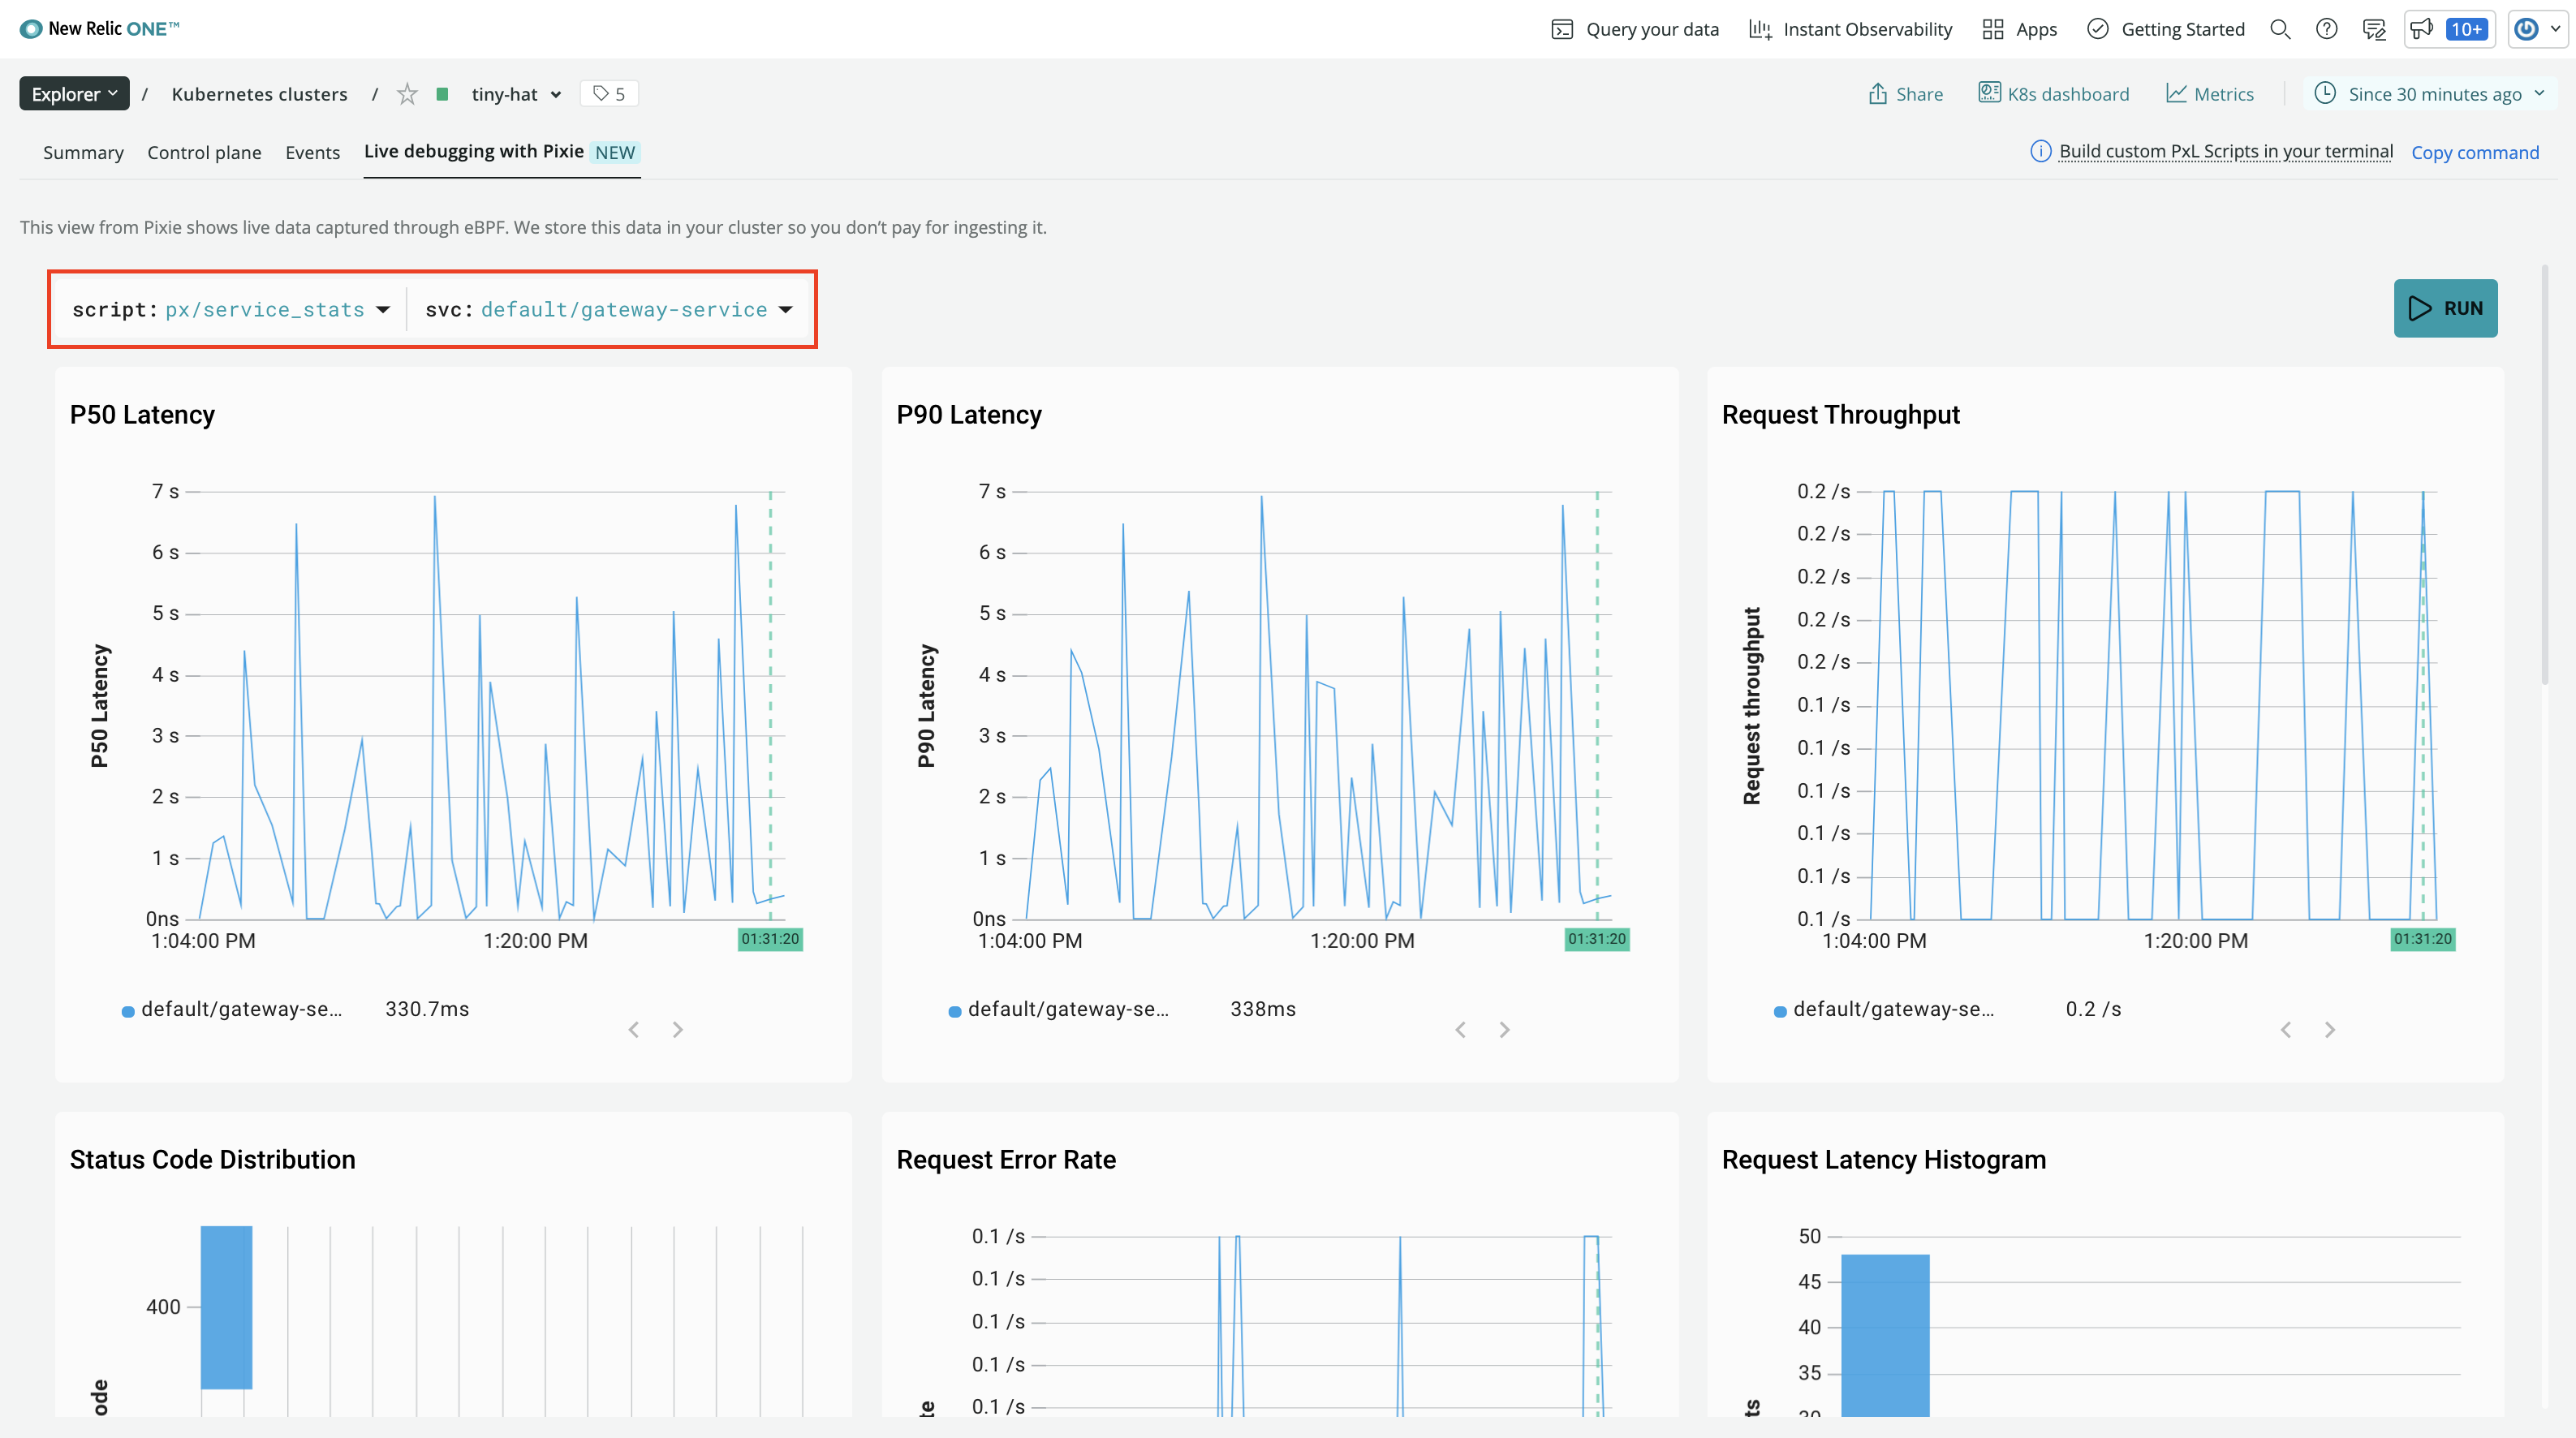 New Relic ONE™
Query your data
Instant Observability
Apps
Getting Started
10+
Explorer / Kubernetes clusters / tiny-hat 5
Share
K8s dashboard
Metrics
Since 30 minutes ago
Summary
Control plane
Events
Live debugging with Pixie NEW
Build custom PxL Scripts in your terminal
Copy command
This view from Pixie shows live data captured through eBPF. We store this data in your cluster so you don't pay for ingesting it.
script: px/service_stats
svc: default/gateway-service
RUN
P50 Latency
7 s
6 s
5 s
4 s
3 s
2 s
1 s
0ns
P50 Latency
1:04:00 PM
1:20:00 PM
01:31:20
default/gateway-se... 330.7ms
P90 Latency
7 s
6 s
5 s
4 s
3 s
2 s
1 s
0ns
P90 Latency
1:04:00 PM
1:20:00 PM
01:31:20
default/gateway-se... 338ms
Request Throughput
0.2 /s
0.2 /s
0.2 /s
0.2 /s
0.2 /s
0.1 /s
0.1 /s
0.1 /s
0.1 /s
0.1 /s
0.1 /s
Request throughput
1:04:00 PM
1:20:00 PM
01:31:20
default/gateway-se... 0.2 /s
Status Code Distribution
400
ode
Request Error Rate
0.1 /s
0.1 /s
0.1 /s
0.1 /s
0.1 /s
te
Request Latency Histogram
50
45
40
35
30
ts